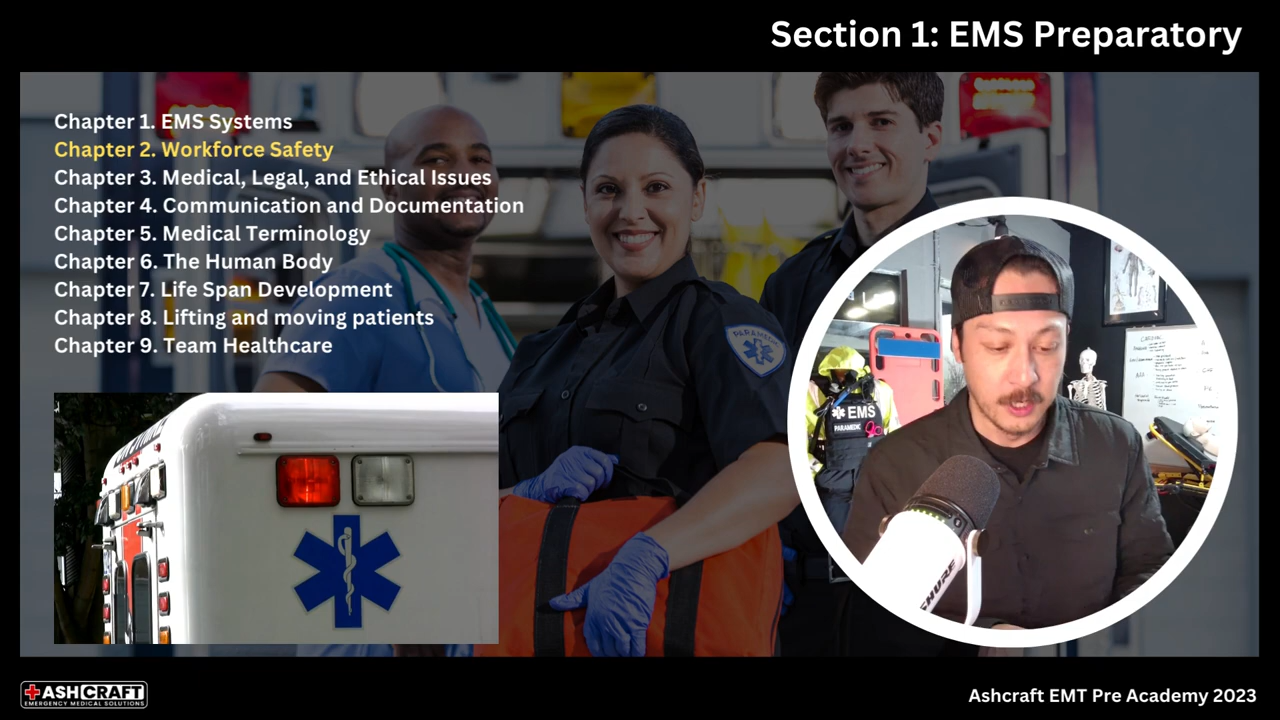 Section 1: EMS Preparatory
Chapter 1. EMS Systems
Chapter 2. Workforce Safety
Chapter 3. Medical, Legal, and Ethical Issues
Chapter 4. Communication and Documentation
Chapter 5. Medical Terminology
Chapter 6. The Human Body
Chapter 7. Life Span Development
Chapter 8. Lifting and moving patients
Chapter 9. Team Healthcare
PARAMEDIC
EMS
PARAMEDIC
SHURE
ASHCRAFT
EMERGENCY MEDICAL SOLUTIONS
Ashcraft EMT Pre Academy 2023